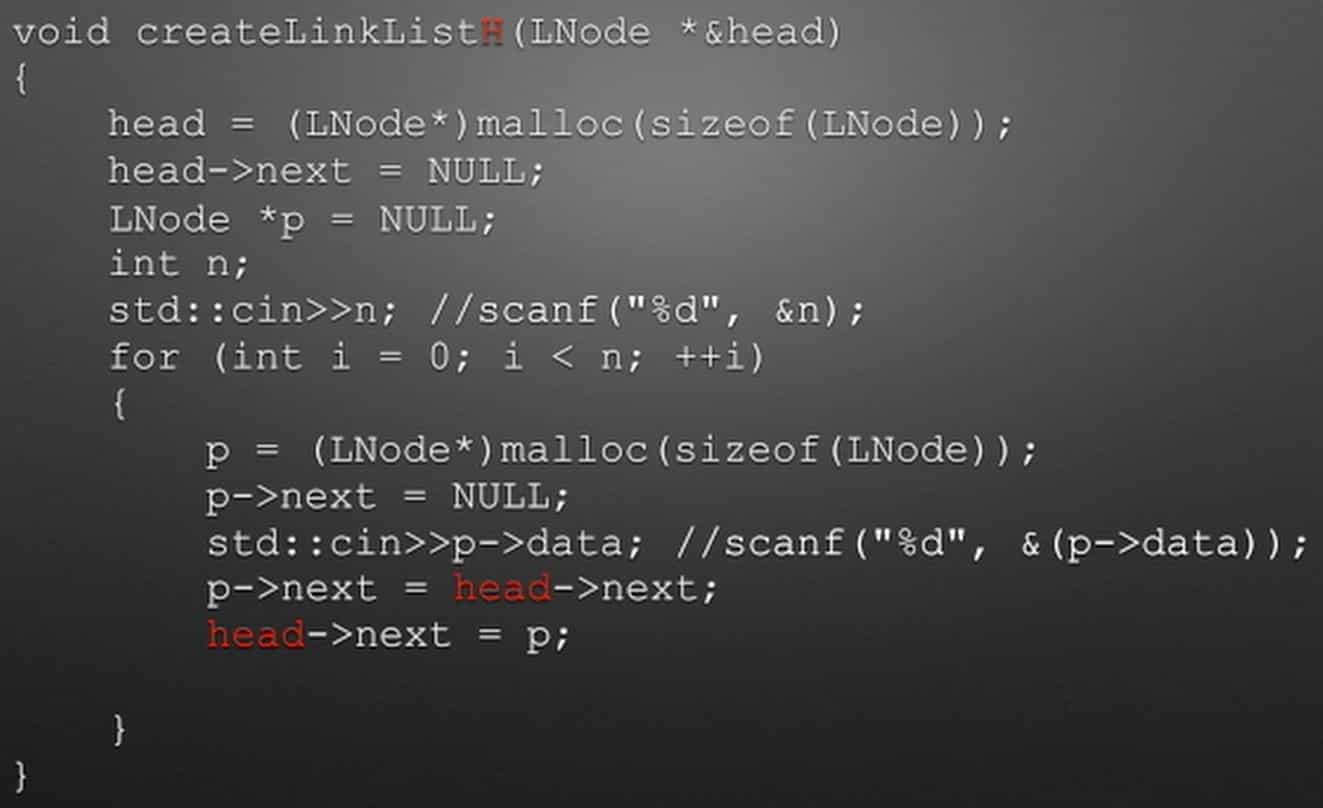 void createLinkListH(LNode *&head)
{
head = (LNode*)malloc(sizeof(LNode));
head->next = NULL;
LNode *p = NULL;
int n;
std::cin>>n; //scanf("%d", &n);
for (int i = 0; i < n; ++i)
{
p = (LNode*)malloc(sizeof(LNode));
p->next = NULL;
std::cin>>p->data; //scanf("%d", &(p->data));
p->next = head->next;
head->next = p;
}
}